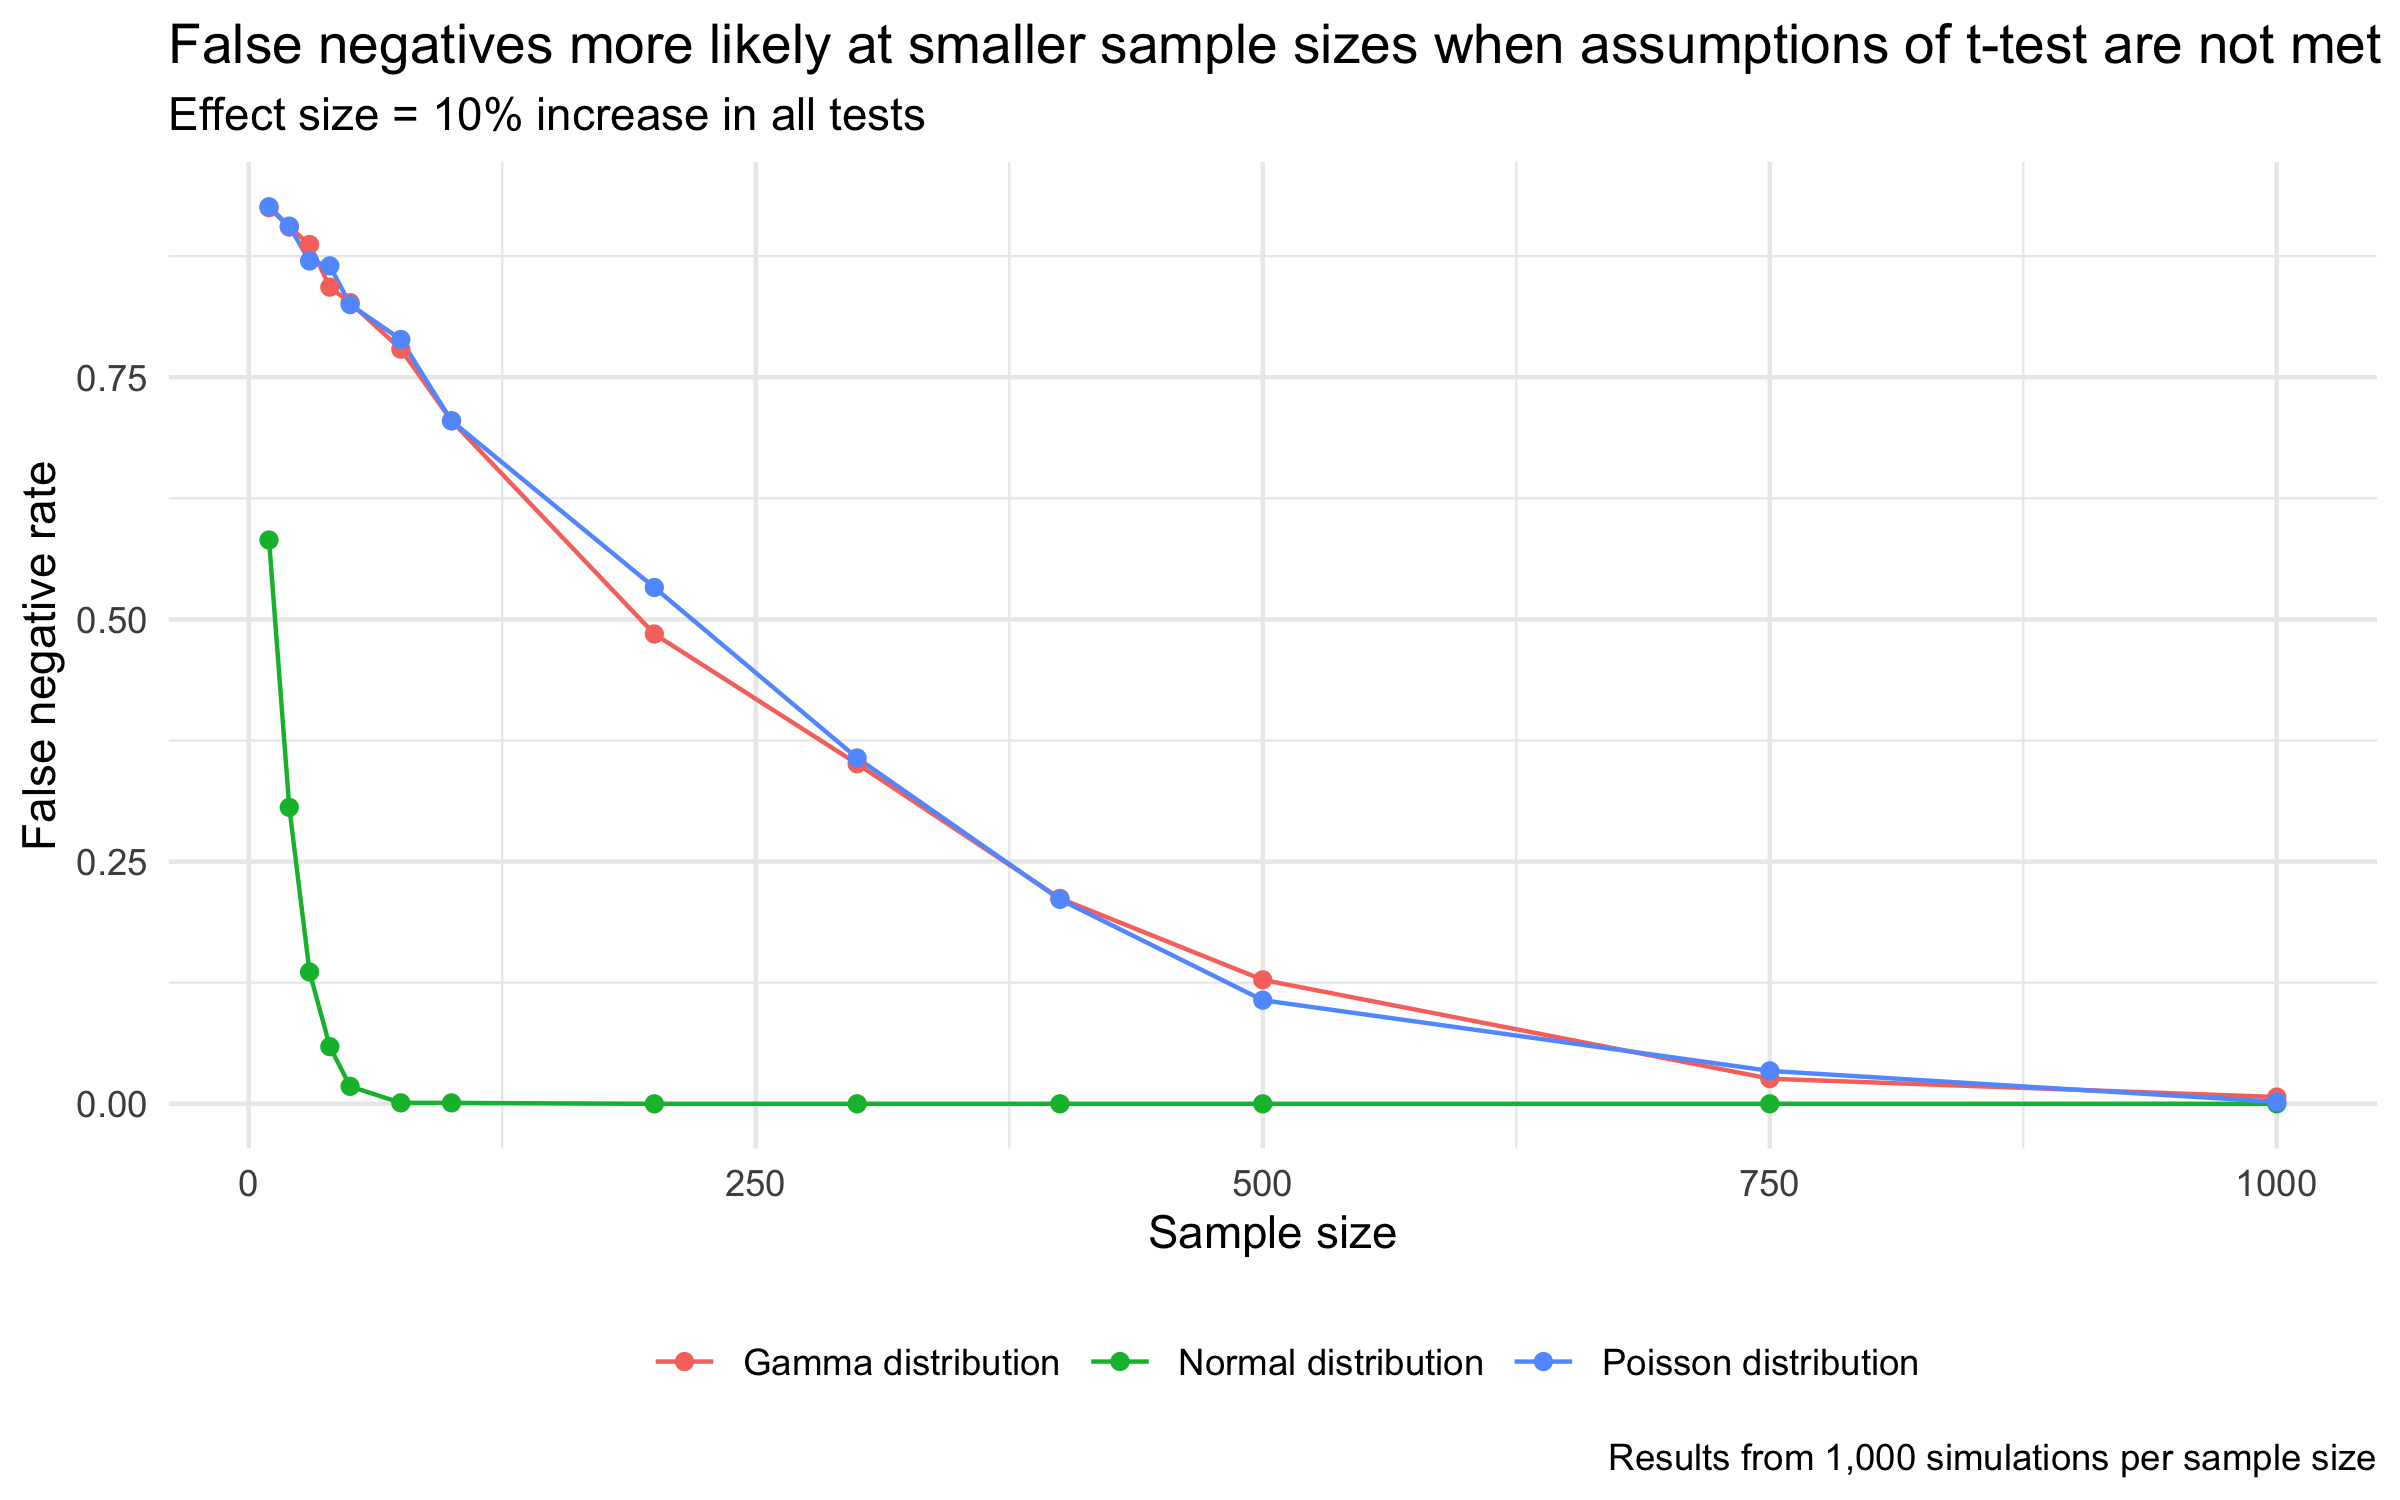 False negatives more likely at smaller sample sizes when assumptions of t-test are not met
Effect size = 10% increase in all tests
False negative rate
0.75
0.50
0.25
0.00
0 250 500 750 1000
Sample size
Gamma distribution Normal distribution Poisson distribution
Results from 1,000 simulations per sample size